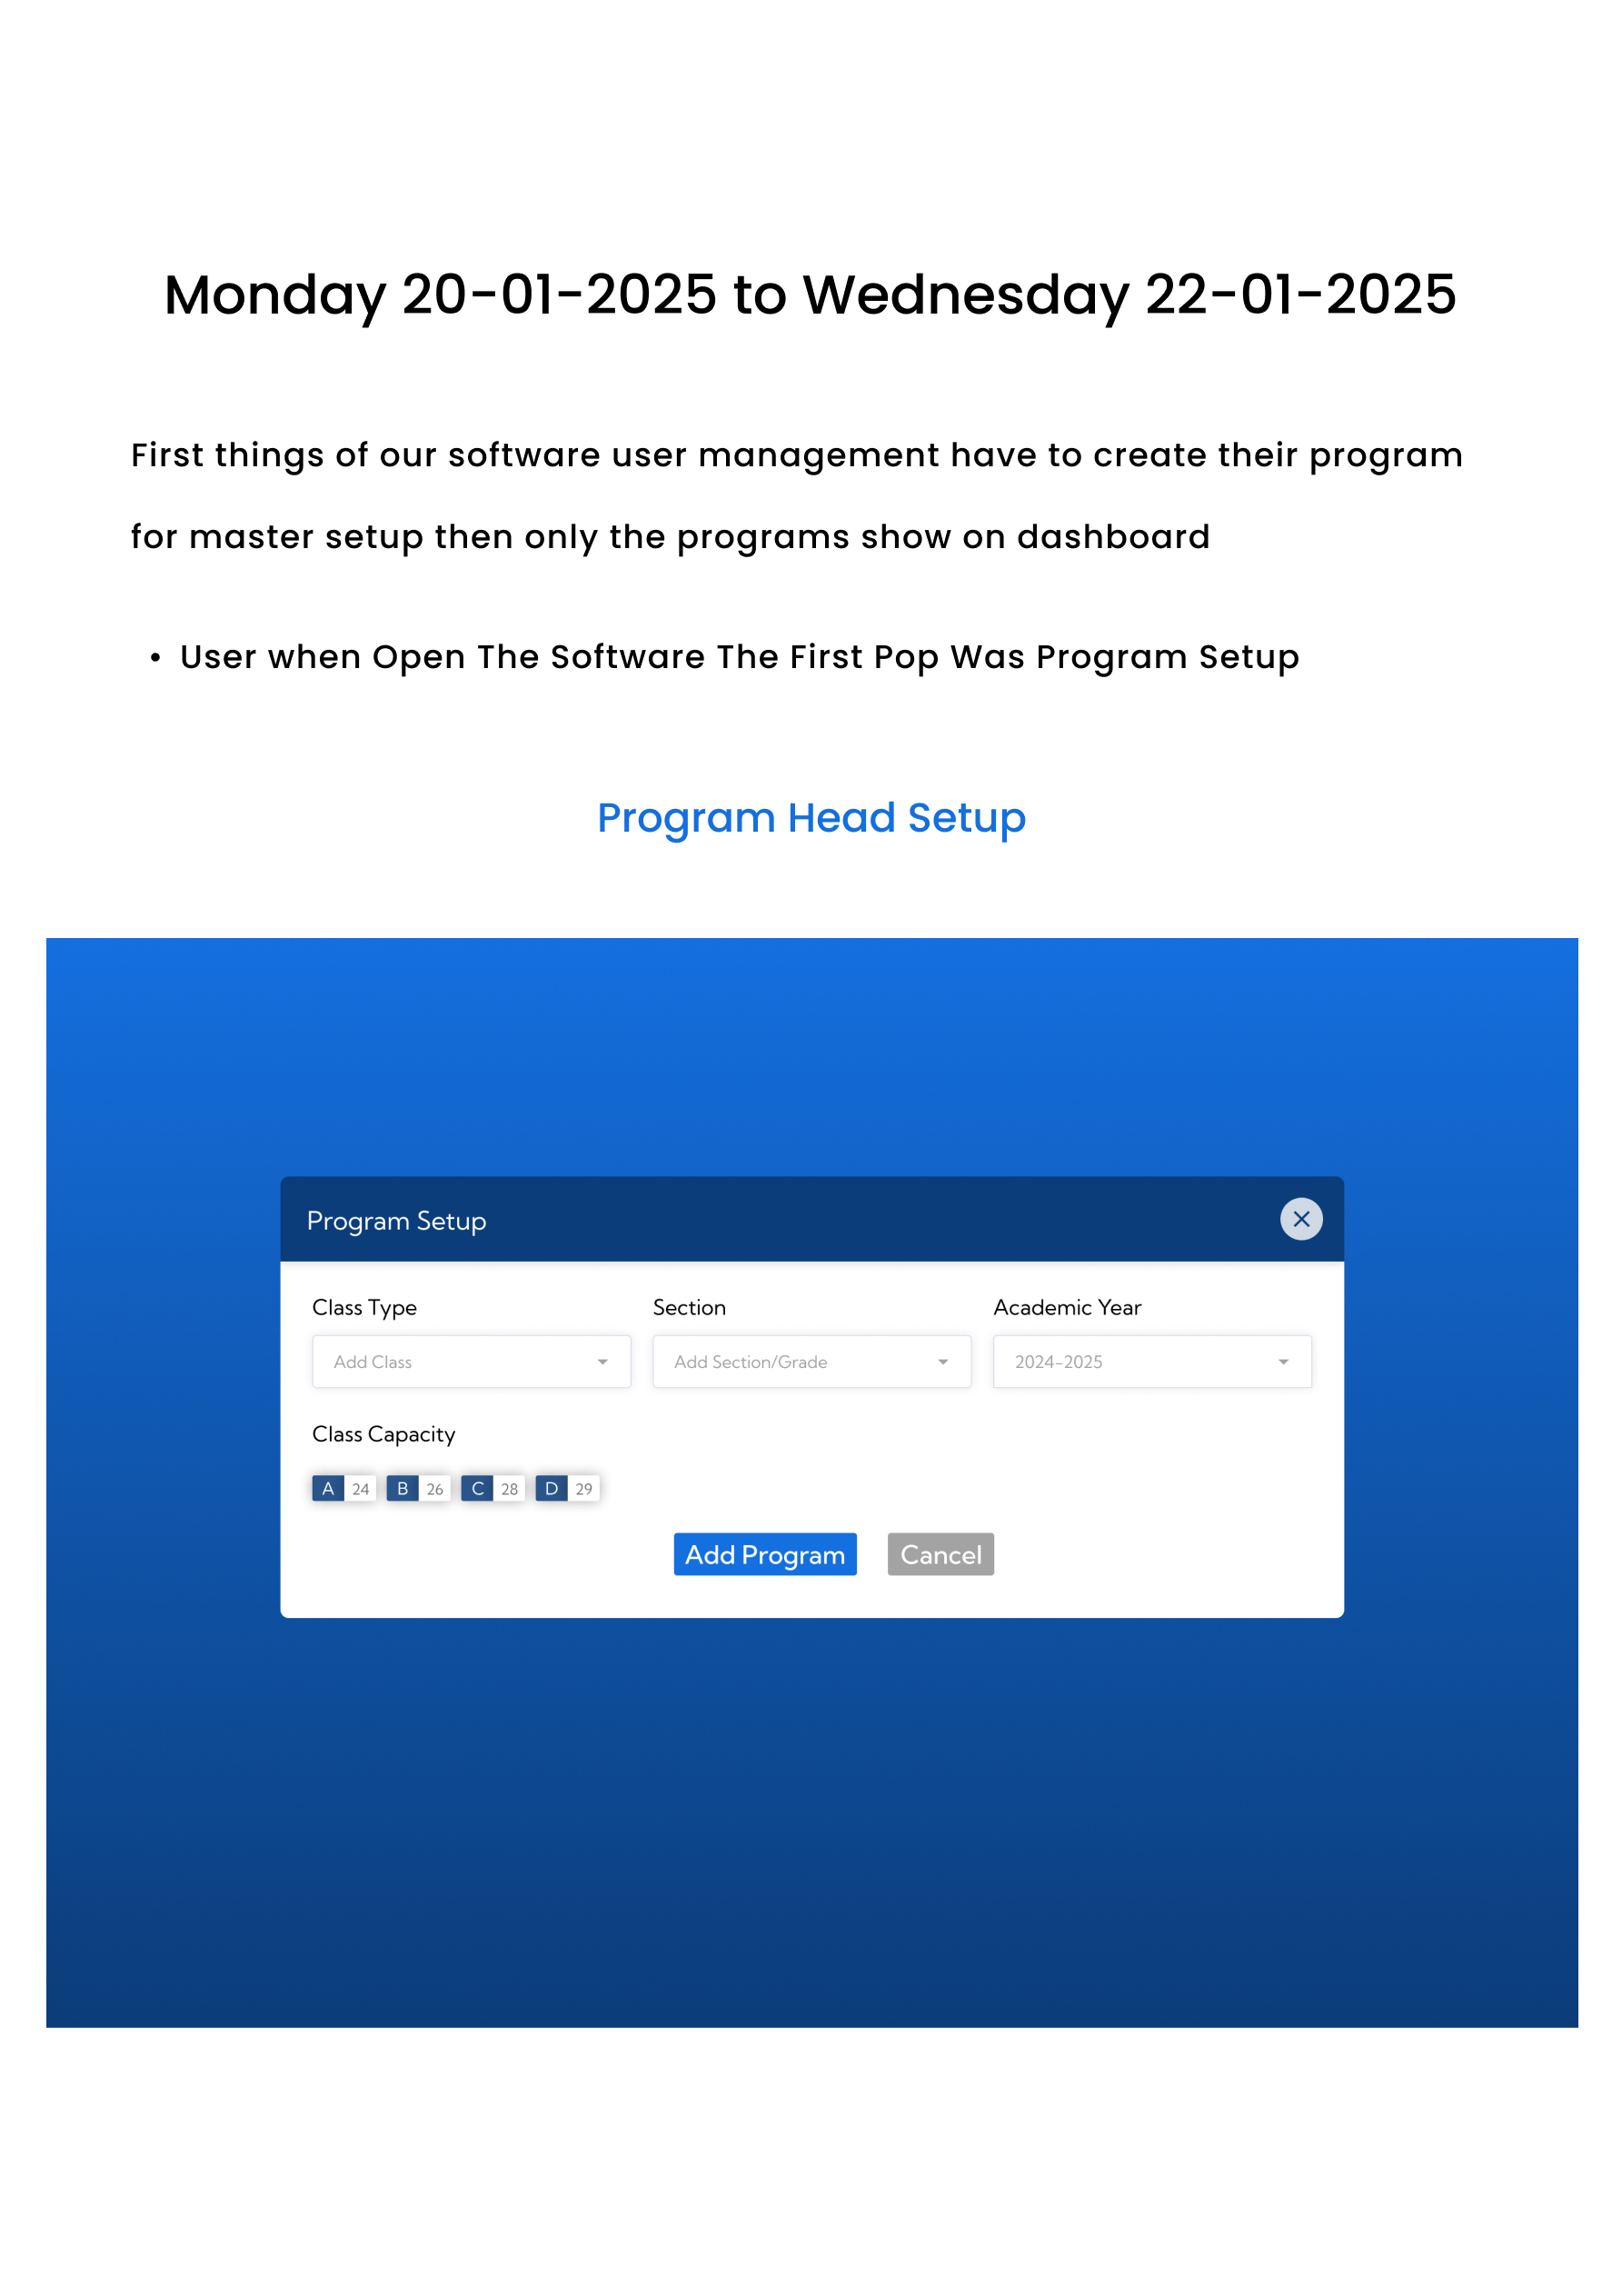 Monday 20-01-2025 to Wednesday 22-01-2025
First things of our software user management have to create their program
for master setup then only the programs show on dashboard
• User when Open The Software The First Pop Was Program Setup
Program Head Setup
Program Setup
Class Type Section Academic Year
Add Class Add Section/Grade 2024-2025
Class Capacity
A 24 B 26 C 28 D 29
Add Program Cancel